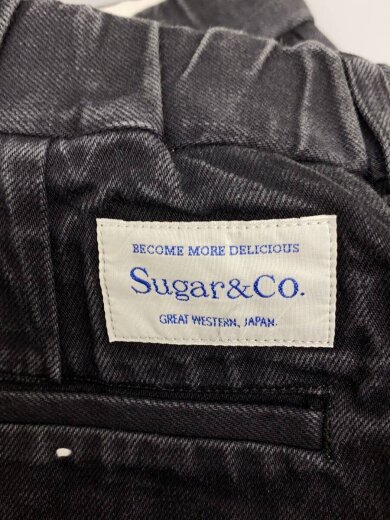 BECOME MORE DELICIOUS
Sugar&Co.
GREAT WESTERN, JAPAN.